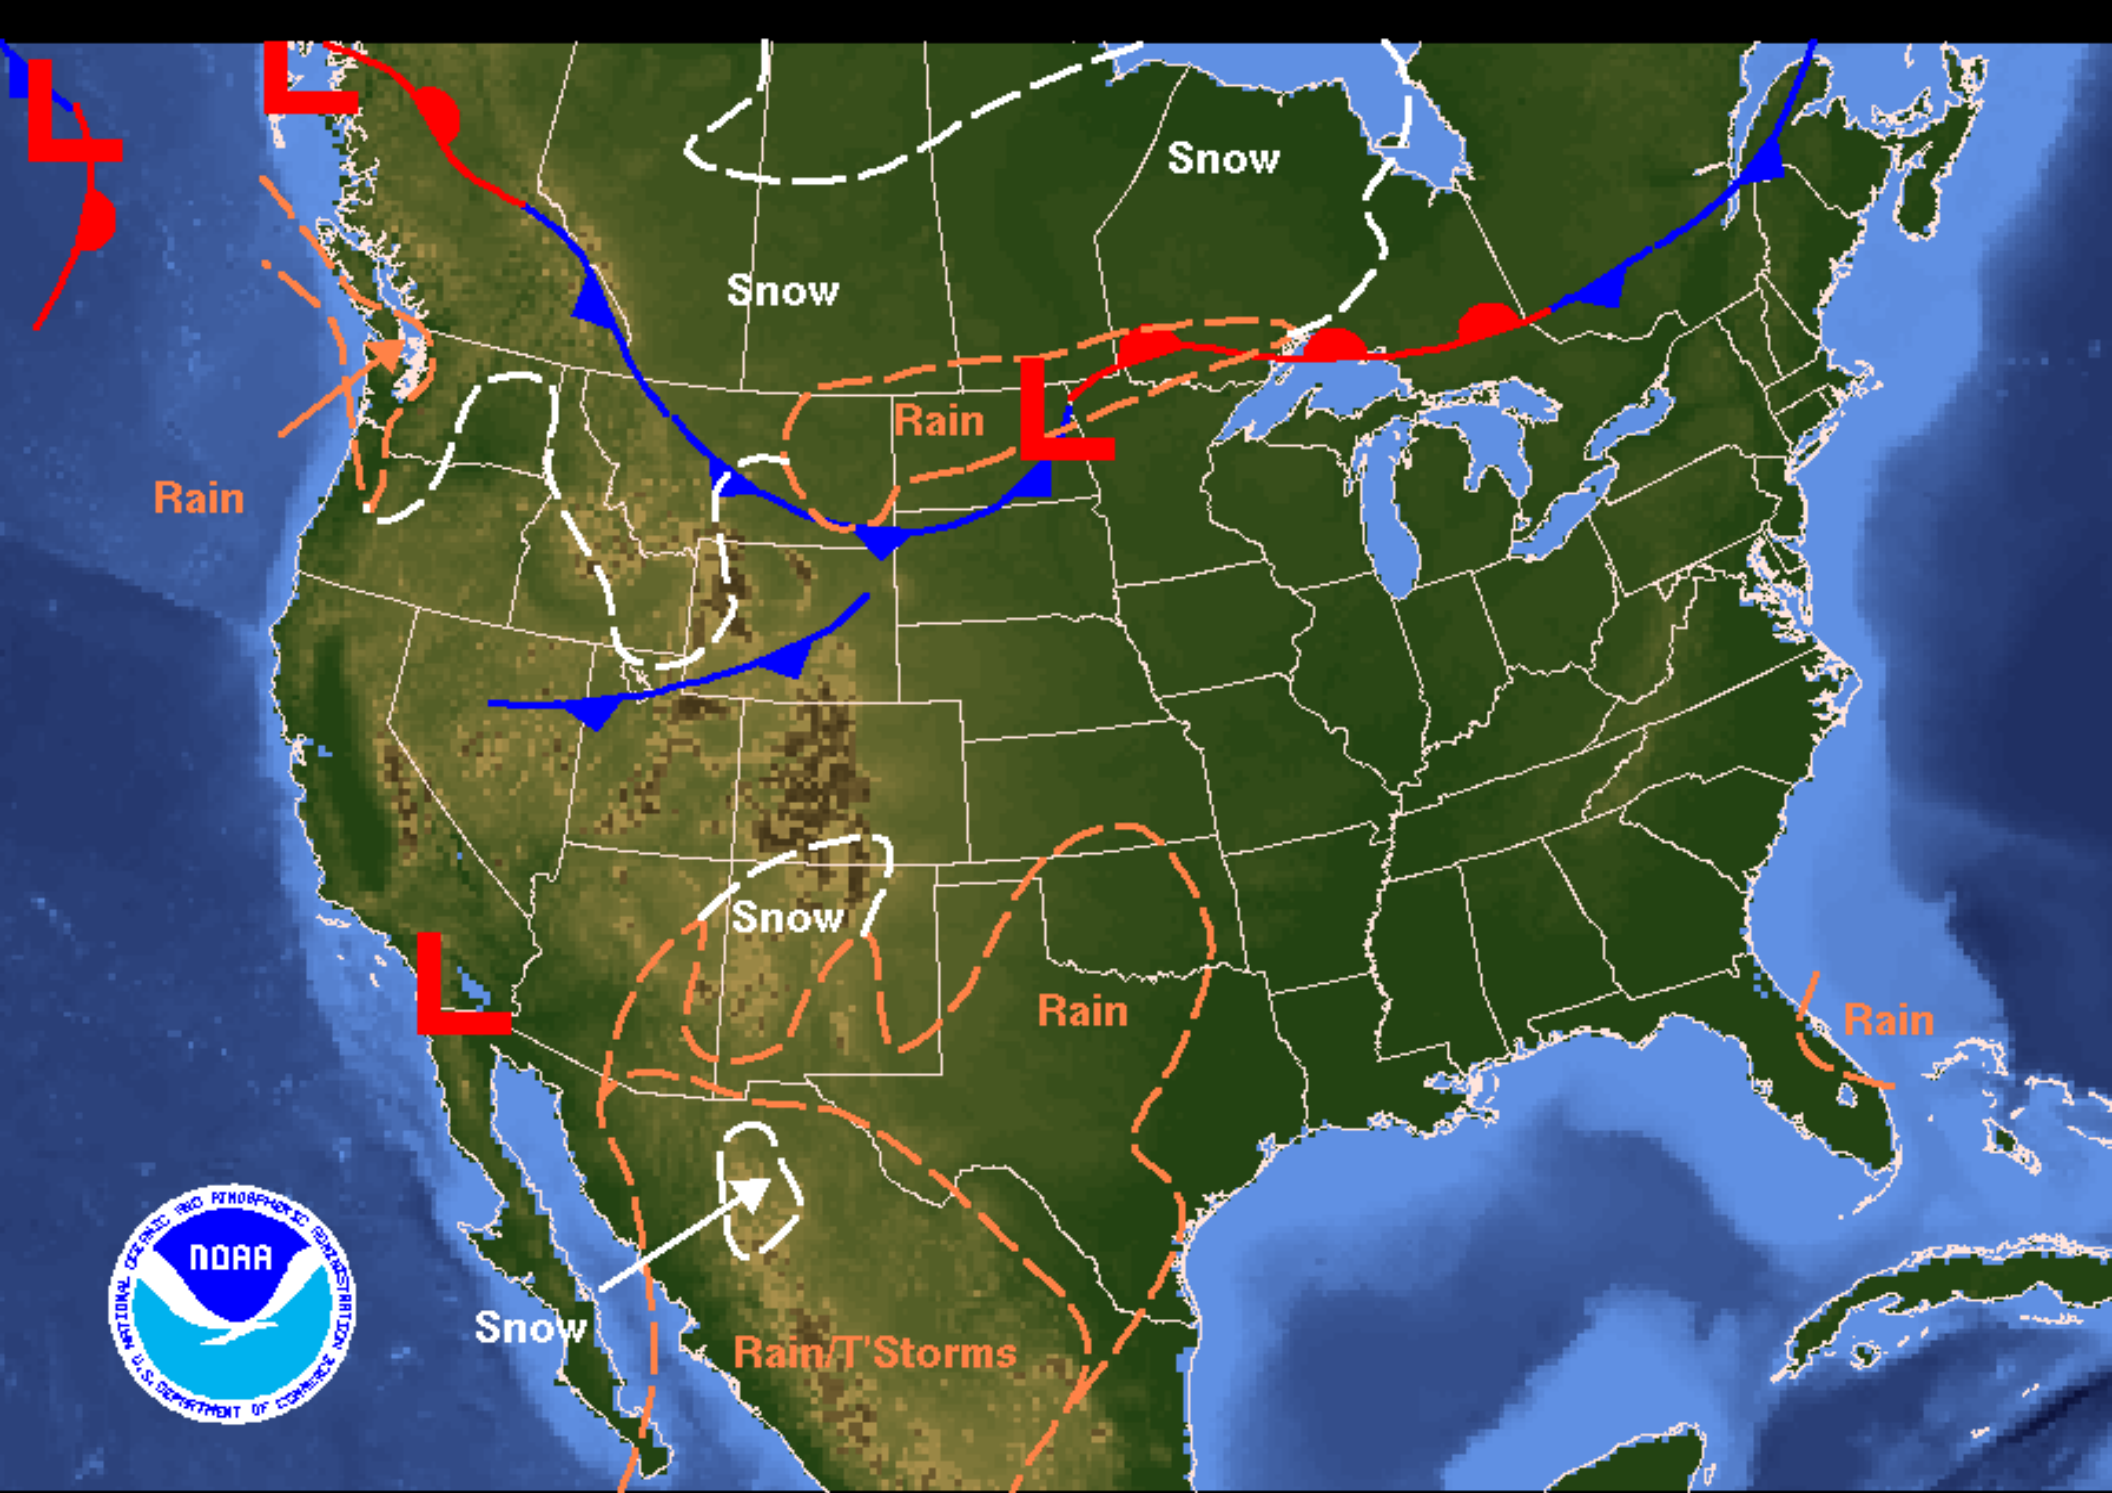 Snow
Snow
Rain
Rain
Snow
Rain
Rain
Snow
Rain/T'Storms
NATIONAL OCEANIC AND ATMOSPHERIC ADMINISTRATION
U.S. DEPARTMENT OF COMMERCE
NOAA
L
L
L
L